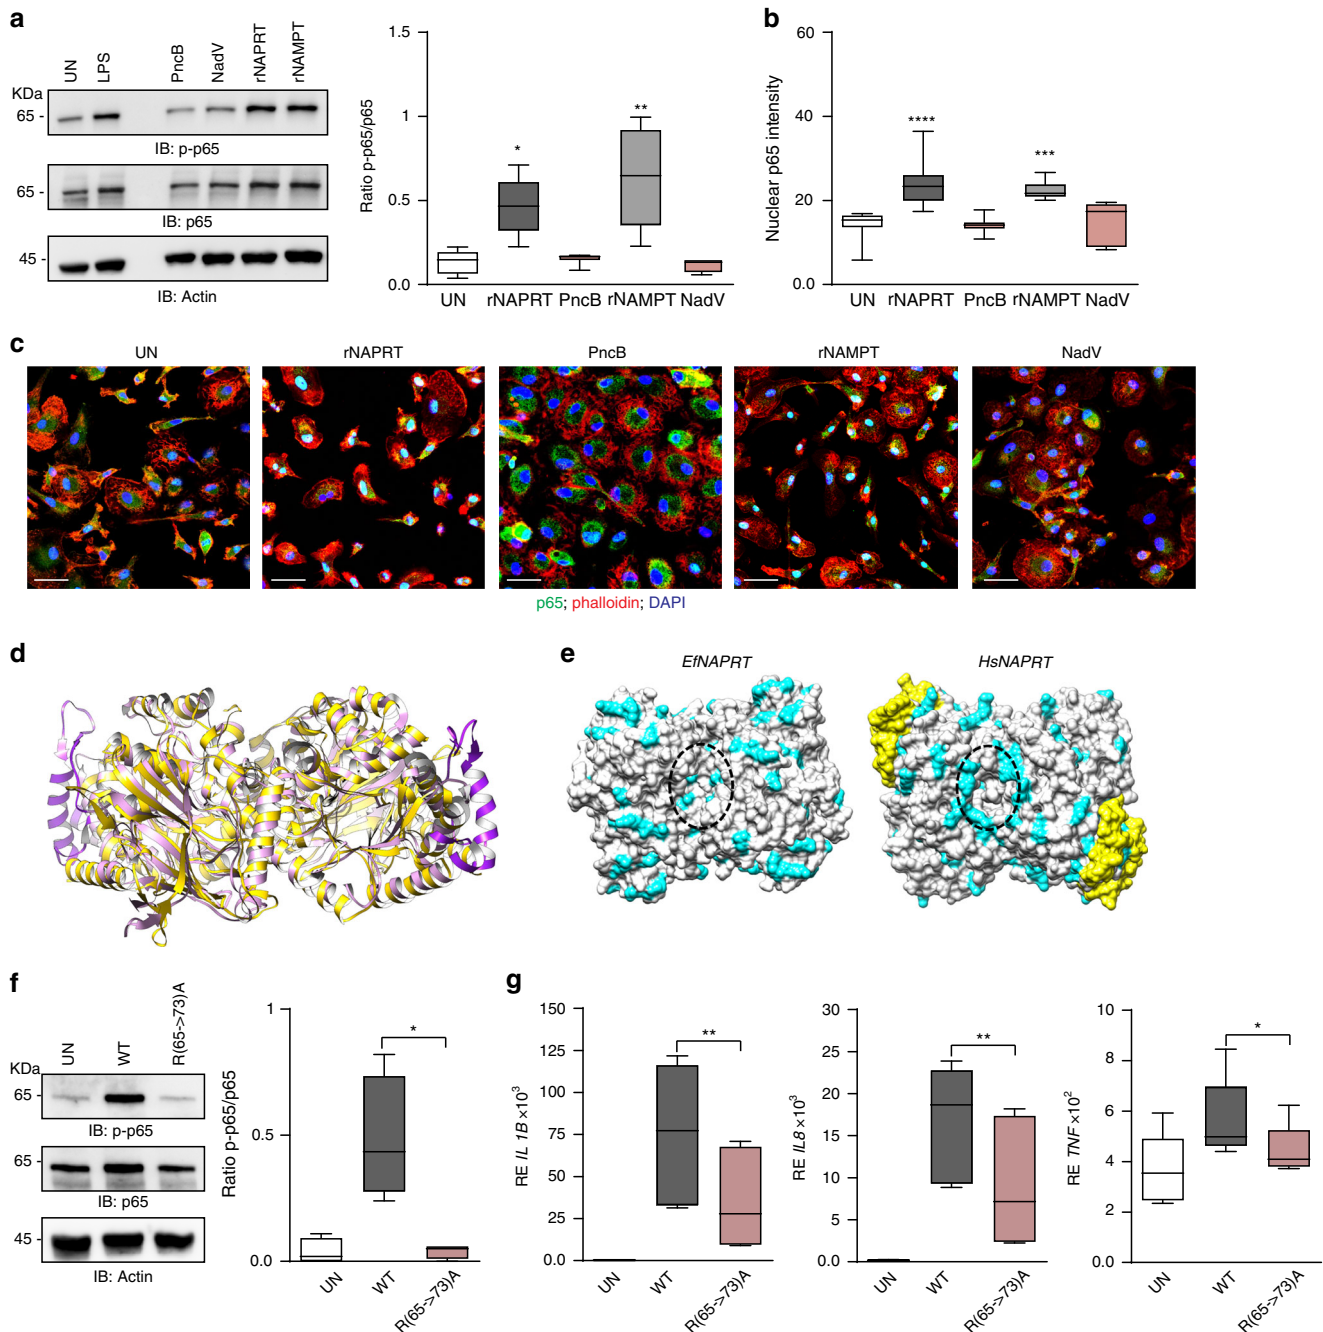 a
UN
LPS
PncB
NadV
rNAPRT
rNAMPT
KDa
65 -
IB: p-p65
65 -
IB: p65
45 -
IB: Actin
Ratio p-p65/p65
1.5
1
0.5
0.0
*
**
UN rNAPRT PncB rNAMPT NadV
b
Nuclear p65 intensity
60
40
20
0.0
****
***
UN rNAPRT PncB rNAMPT NadV
c
UN rNAPRT PncB rNAMPT NadV
p65; phalloidin; DAPI
d
e
EfNAPRT HsNAPRT
f
UN
WT
R(65->73)A
KDa
65
IB: p-p65
65
IB: p65
45
IB: Actin
Ratio p-p65/p65
1
0.5
0.0
*
UN
WT
R(65->73)A
g
RE IL 1B ×10³
150
125
100
75
50
25
0.0
**
UN
WT
R(65->73)A
RE IL8 ×10³
30
25
20
15
10
5
0.0
**
UN
WT
R(65->73)A
RE TNF ×10²
10
8
6
4
2
0.0
*
UN
WT
R(65->73)A